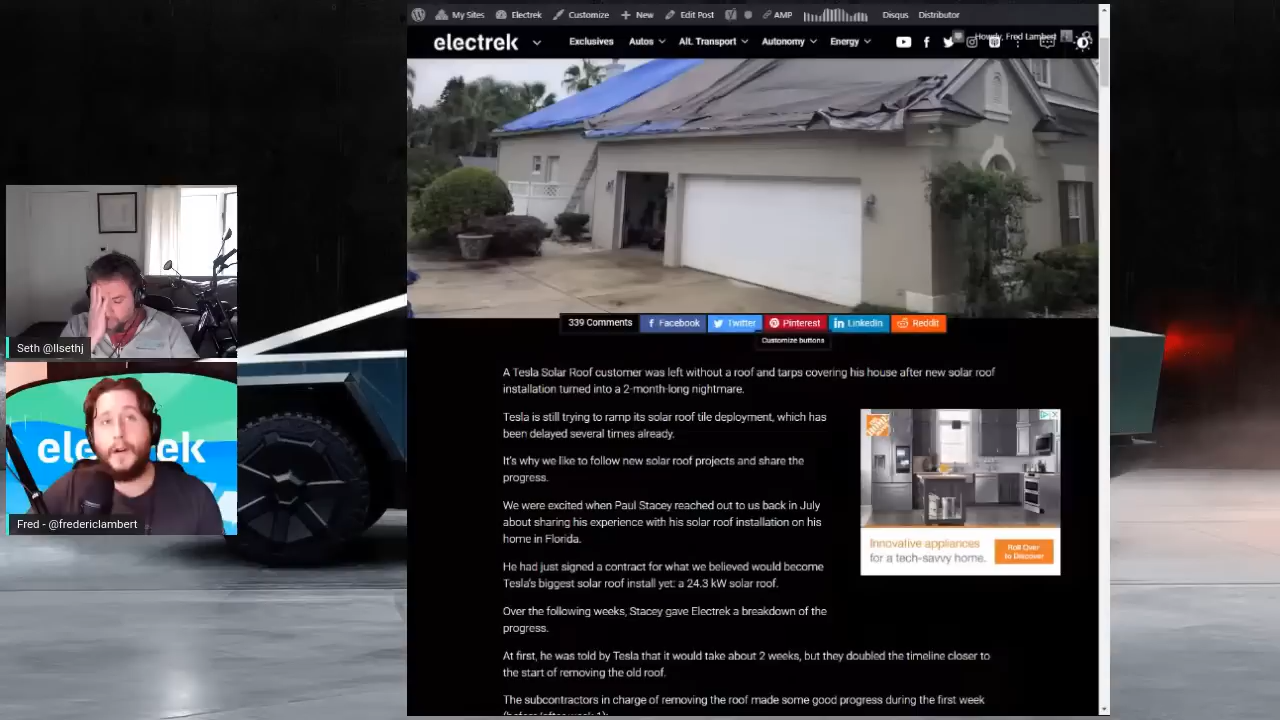 My Sites
Electrek
Customize
New
Edit Post
AMP
Disqus
Distributor
electrek
Exclusives
Autos
Alt. Transport
Autonomy
Energy
Howdy, Fred Lambert
339 Comments
Facebook
Twitter
Pinterest
LinkedIn
Reddit
Customize buttons
A Tesla Solar Roof customer was left without a roof and tarps covering his house after new solar roof
installation turned into a 2-month-long nightmare.
Tesla is still trying to ramp its solar roof tile deployment, which has
been delayed several times already.
It's why we like to follow new solar roof projects and share the
progress.
We were excited when Paul Stacey reached out to us back in July
about sharing his experience with his solar roof installation on his
home in Florida.
He had just signed a contract for what we believed would become
Tesla's biggest solar roof install yet: a 24.3 kW solar roof.
Over the following weeks, Stacey gave Electrek a breakdown of the
progress.
At first, he was told by Tesla that it would take about 2 weeks, but they doubled the timeline closer to
the start of removing the old roof.
The subcontractors in charge of removing the roof made some good progress during the first week
Innovative appliances
for a tech-savvy home.
Roll Over
to Discover
Seth @llsethj
Fred - @fredericlambert